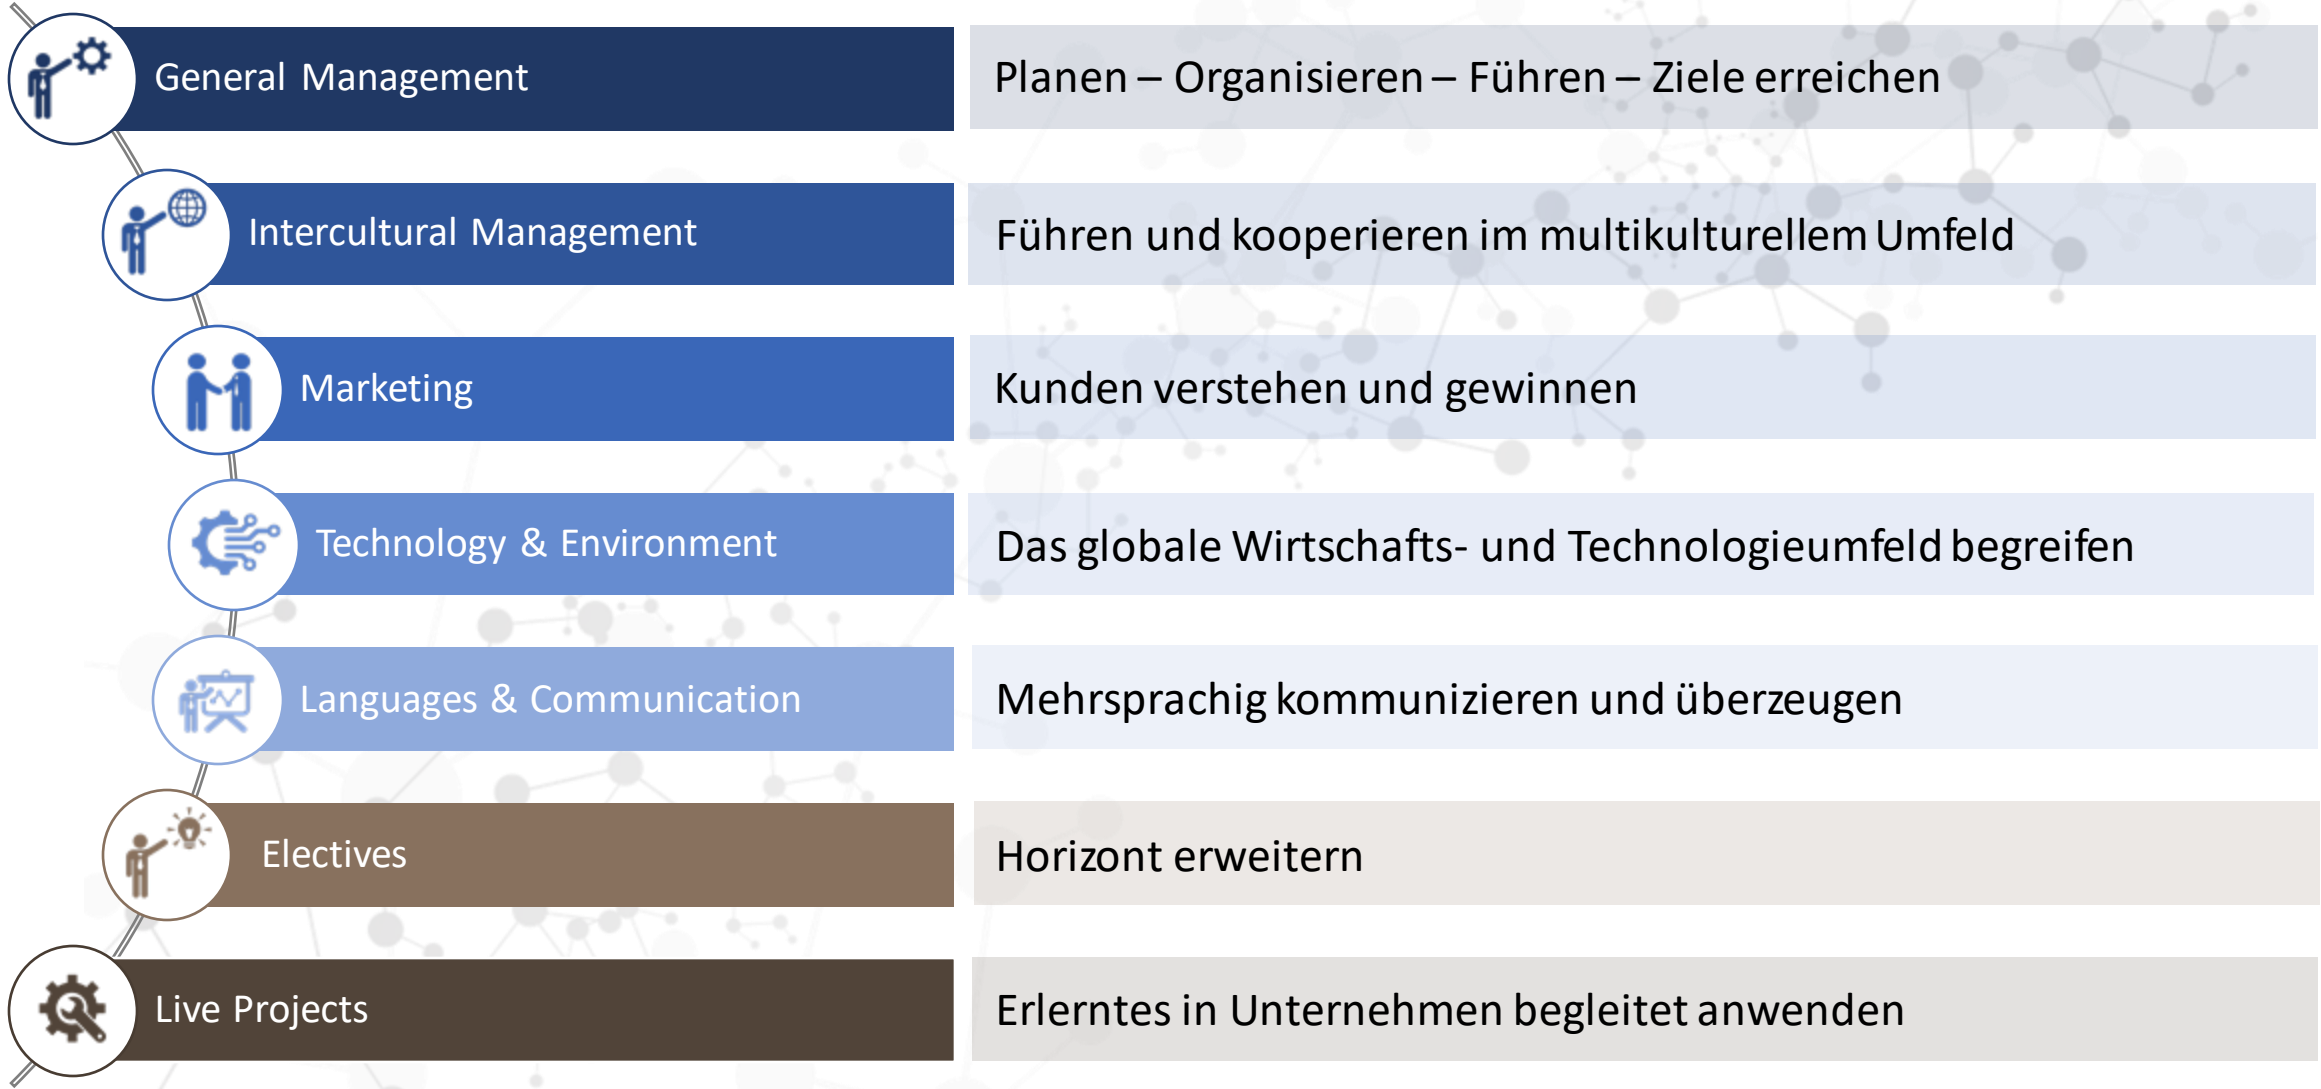 General Management
Planen – Organisieren – Führen – Ziele erreichen
Intercultural Management
Führen und kooperieren im multikulturellem Umfeld
Marketing
Kunden verstehen und gewinnen
Technology & Environment
Das globale Wirtschafts- und Technologieumfeld begreifen
Languages & Communication
Mehrsprachig kommunizieren und überzeugen
Electives
Horizont erweitern
Live Projects
Erlerntes in Unternehmen begleitet anwenden